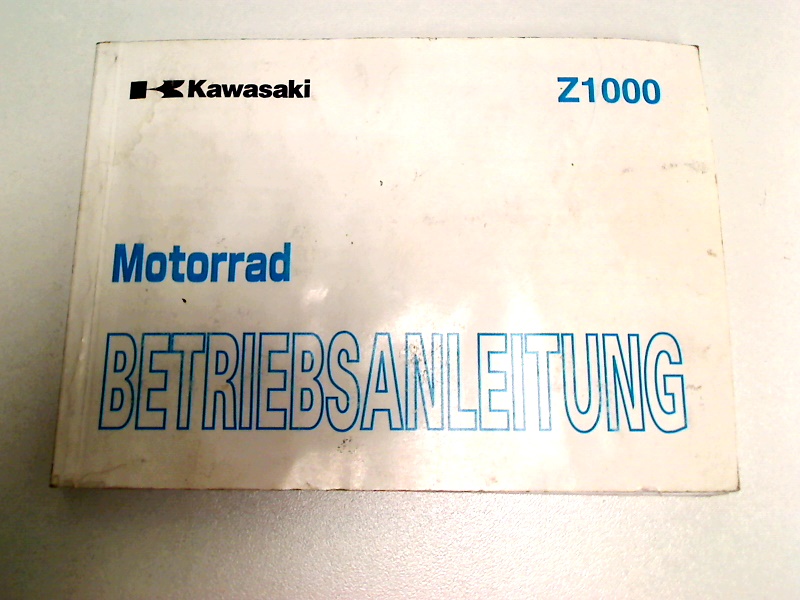 Kawasaki Z1000
Motorrad
BETRIEBSANLEITUNG